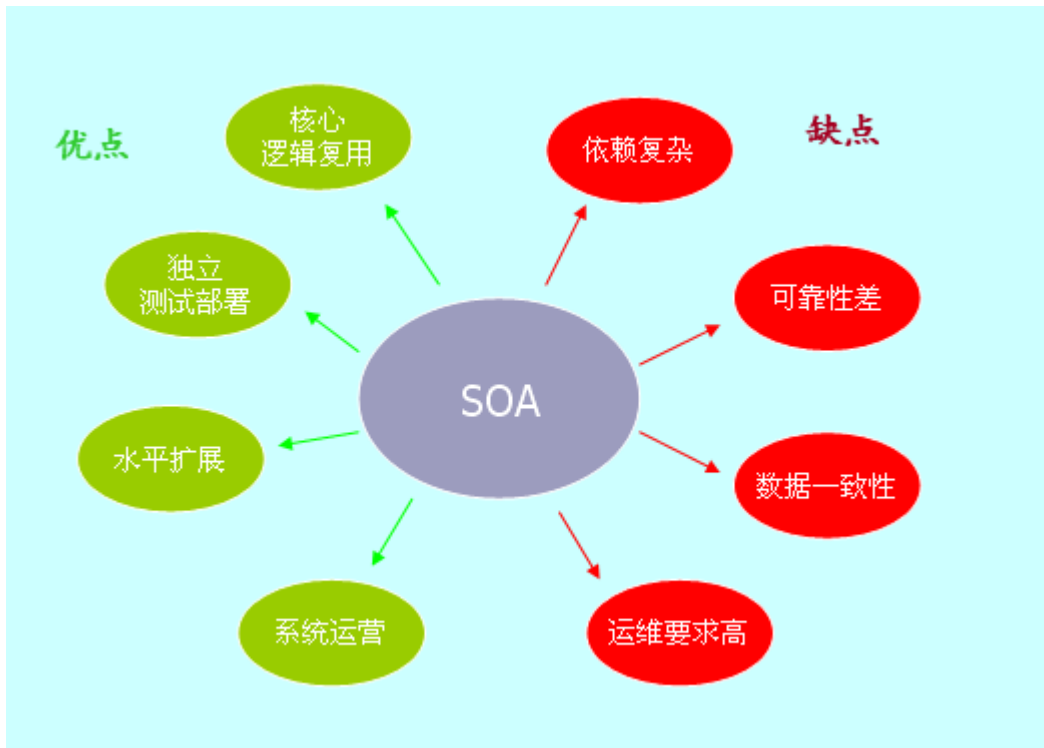 优点
核心
逻辑复用
独立
测试部署
水平扩展
系统运营
SOA
缺点
依赖复杂
可靠性差
数据一致性
运维要求高